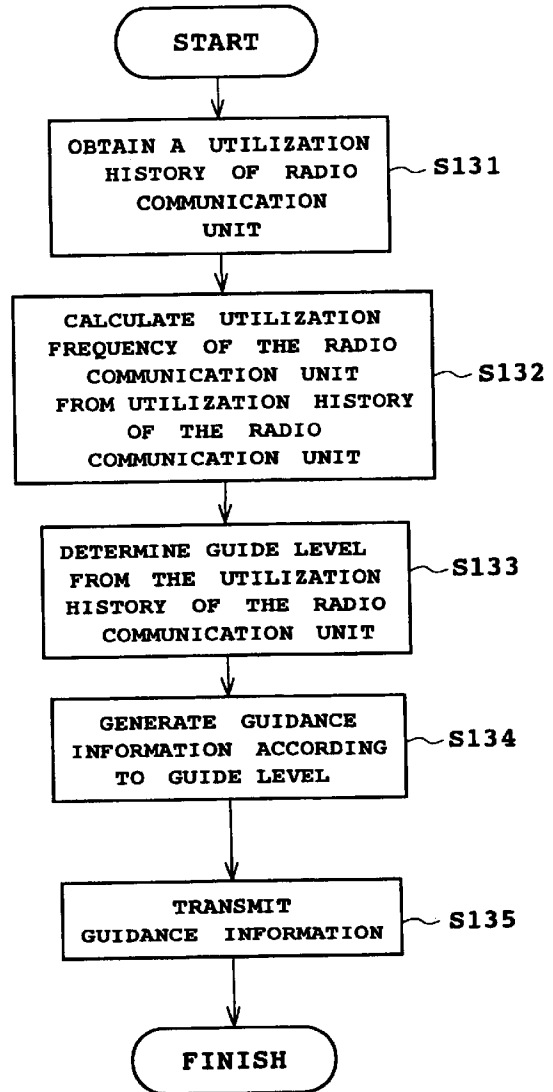 START
OBTAIN A UTILIZATION
HISTORY OF RADIO
COMMUNICATION
UNIT
S131
CALCULATE UTILIZATION
FREQUENCY OF THE RADIO
COMMUNICATION UNIT
FROM UTILIZATION HISTORY
OF THE RADIO
COMMUNICATION UNIT
S132
DETERMINE GUIDE LEVEL
FROM THE UTILIZATION
HISTORY OF THE RADIO
COMMUNICATION UNIT
S133
GENERATE GUIDANCE
INFORMATION ACCORDING
TO GUIDE LEVEL
S134
TRANSMIT
GUIDANCE INFORMATION
S135
FINISH